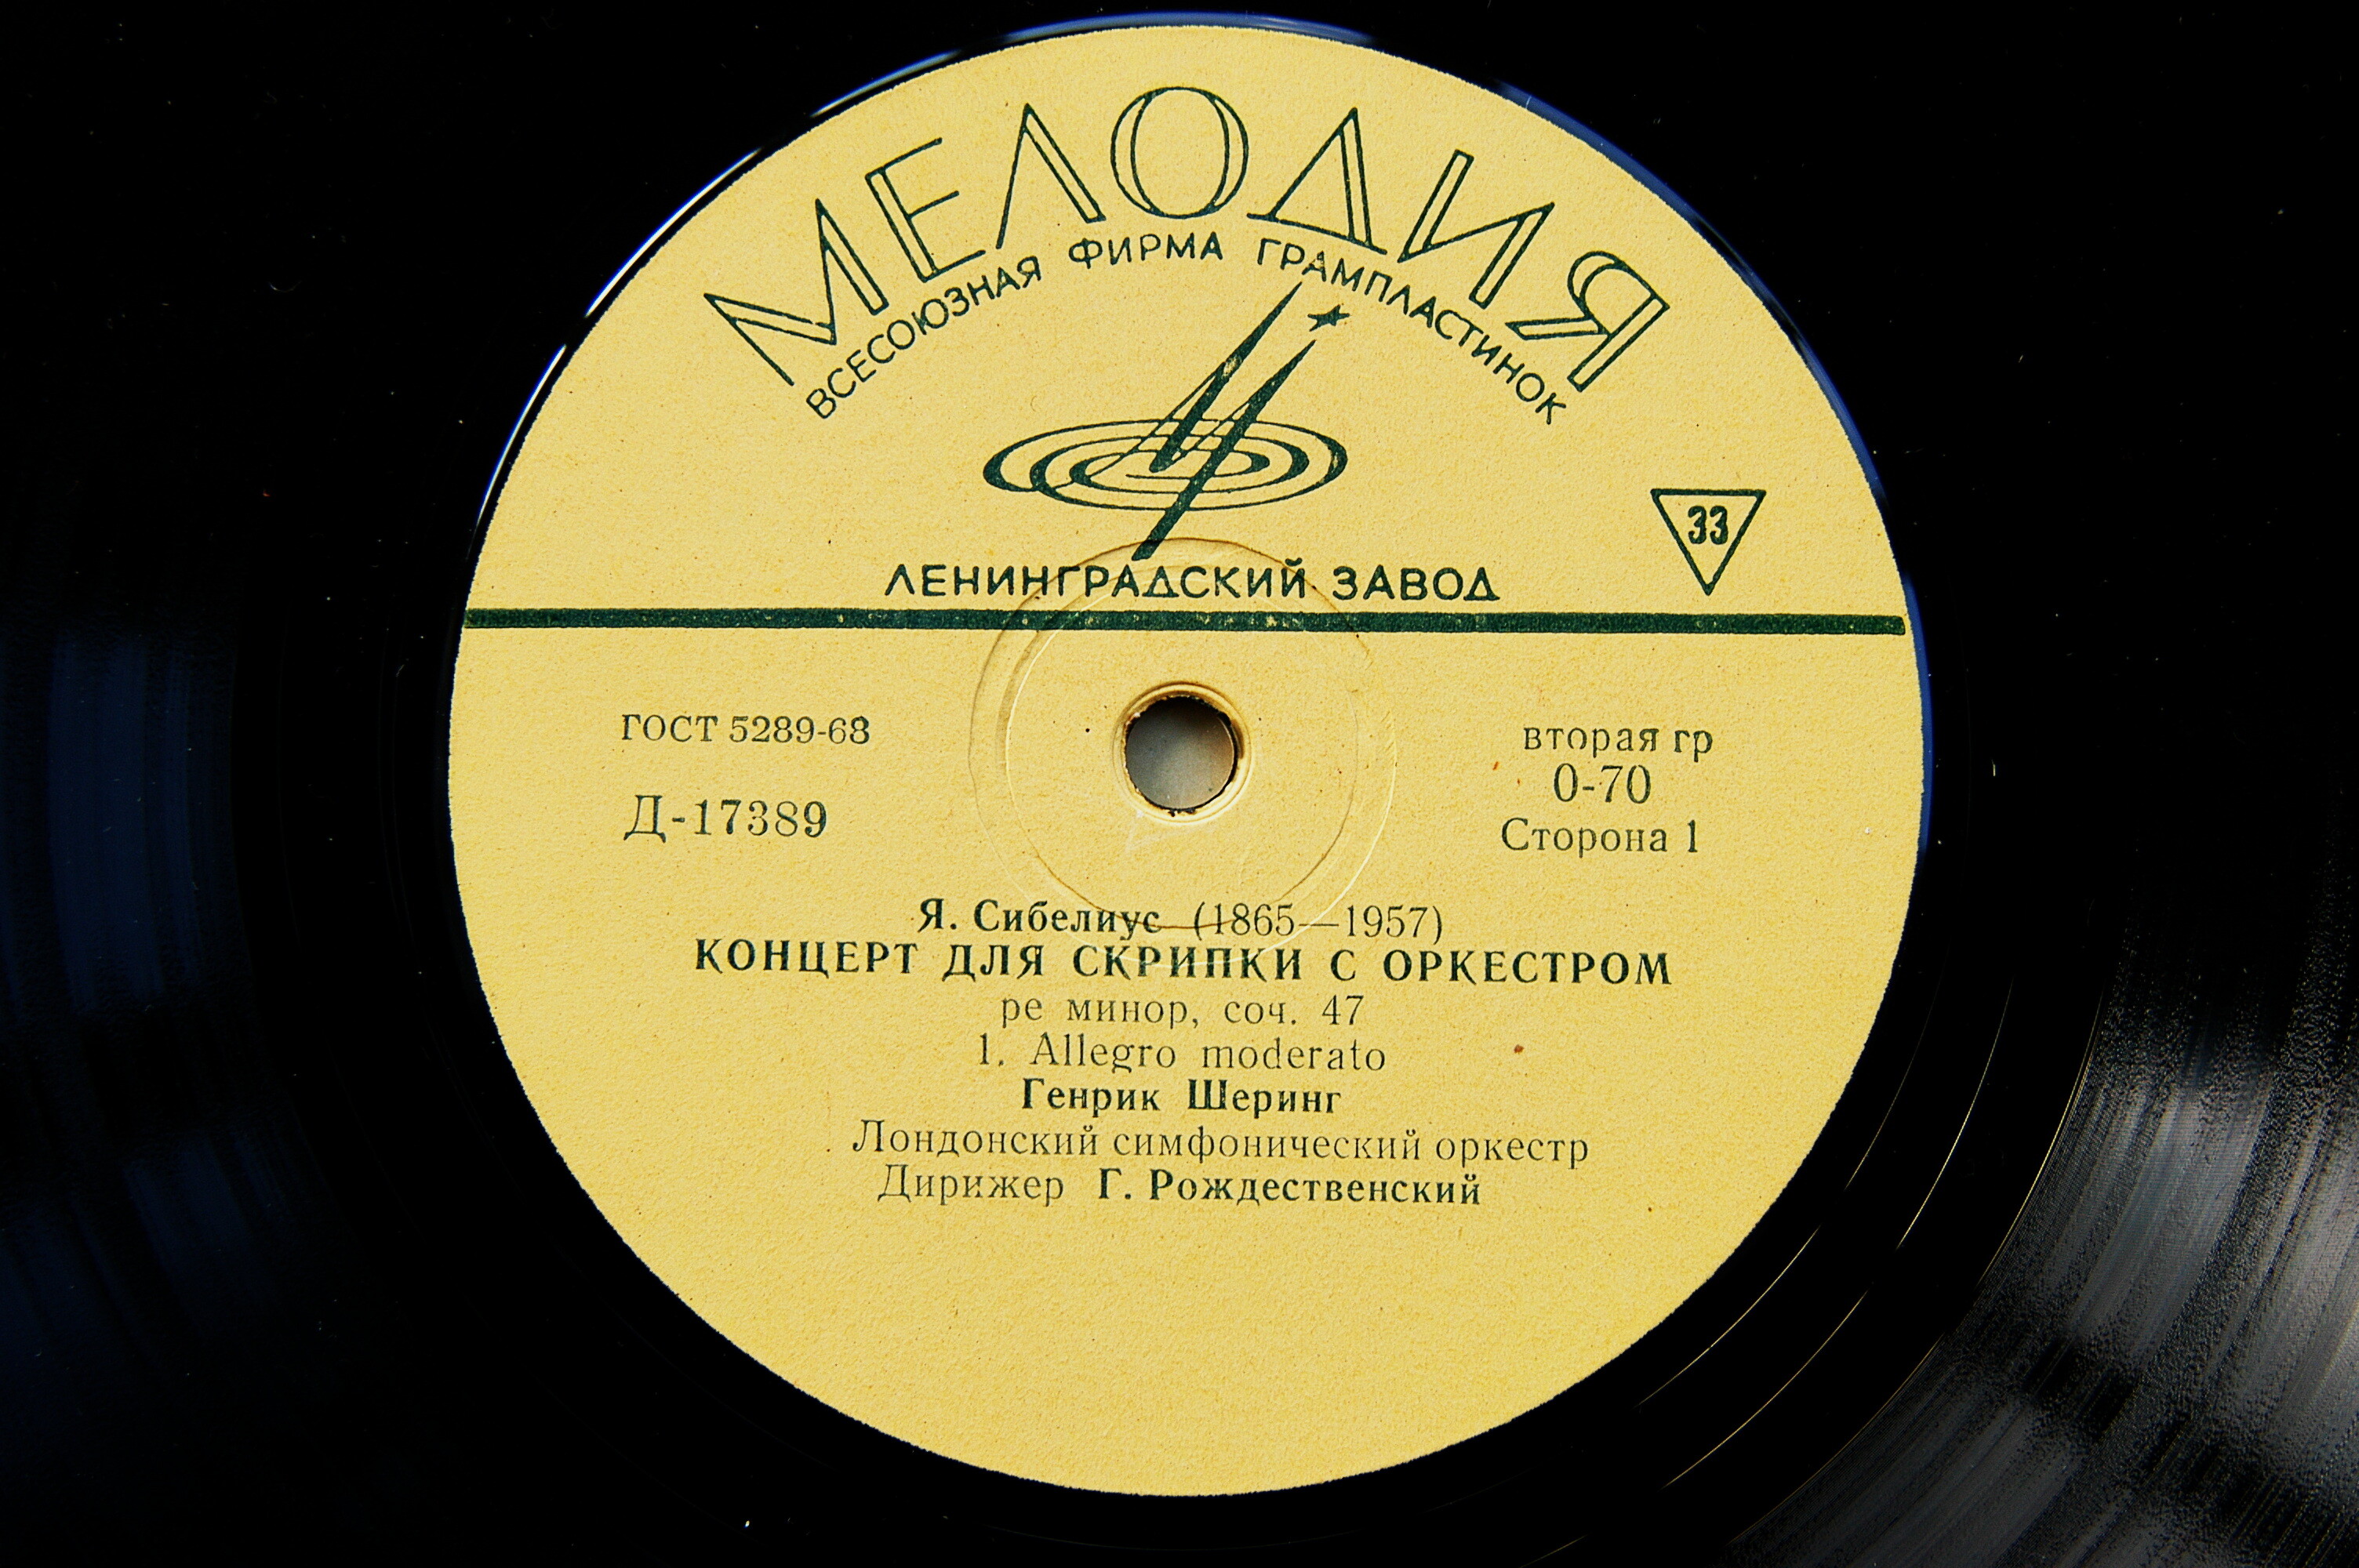 МЕЛОДИЯ
ВСЕСОЮЗНАЯ ФИРМА ГРАМПЛАСТИНОК
33
ЛЕНИНГРАДСКИЙ ЗАВОД
ГОСТ 5289-68
вторая гр
0-70
Д-17389
Сторона 1
Я. Сибелиус (1865—1957)
КОНЦЕРТ ДЛЯ СКРИПКИ С ОРКЕСТРОМ
ре минор, соч. 47
1. Allegro moderato
Генрик Шеринг
Лондонский симфонический оркестр
Дирижер Г. Рождественский